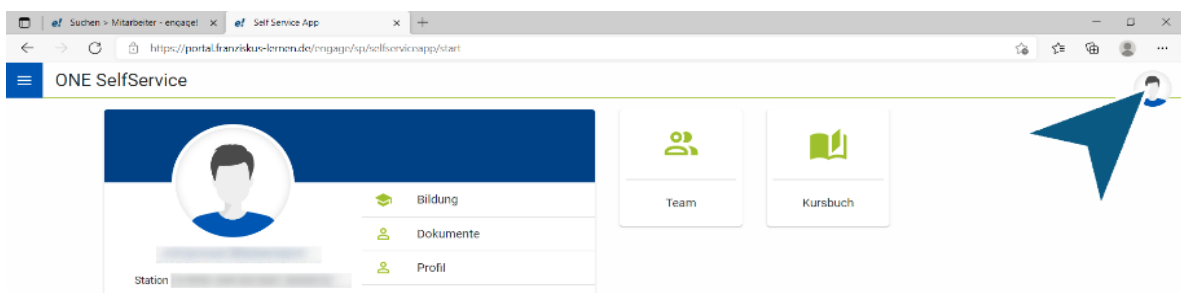 e! Suchen > Mitarbeiter - engage! e! Self Service App
https://portal.franziskus-lernen.de/engage/sp/selfserviceapp/start
ONE SelfService
Bildung
Dokumente
Profil
Station
Team
Kursbuch